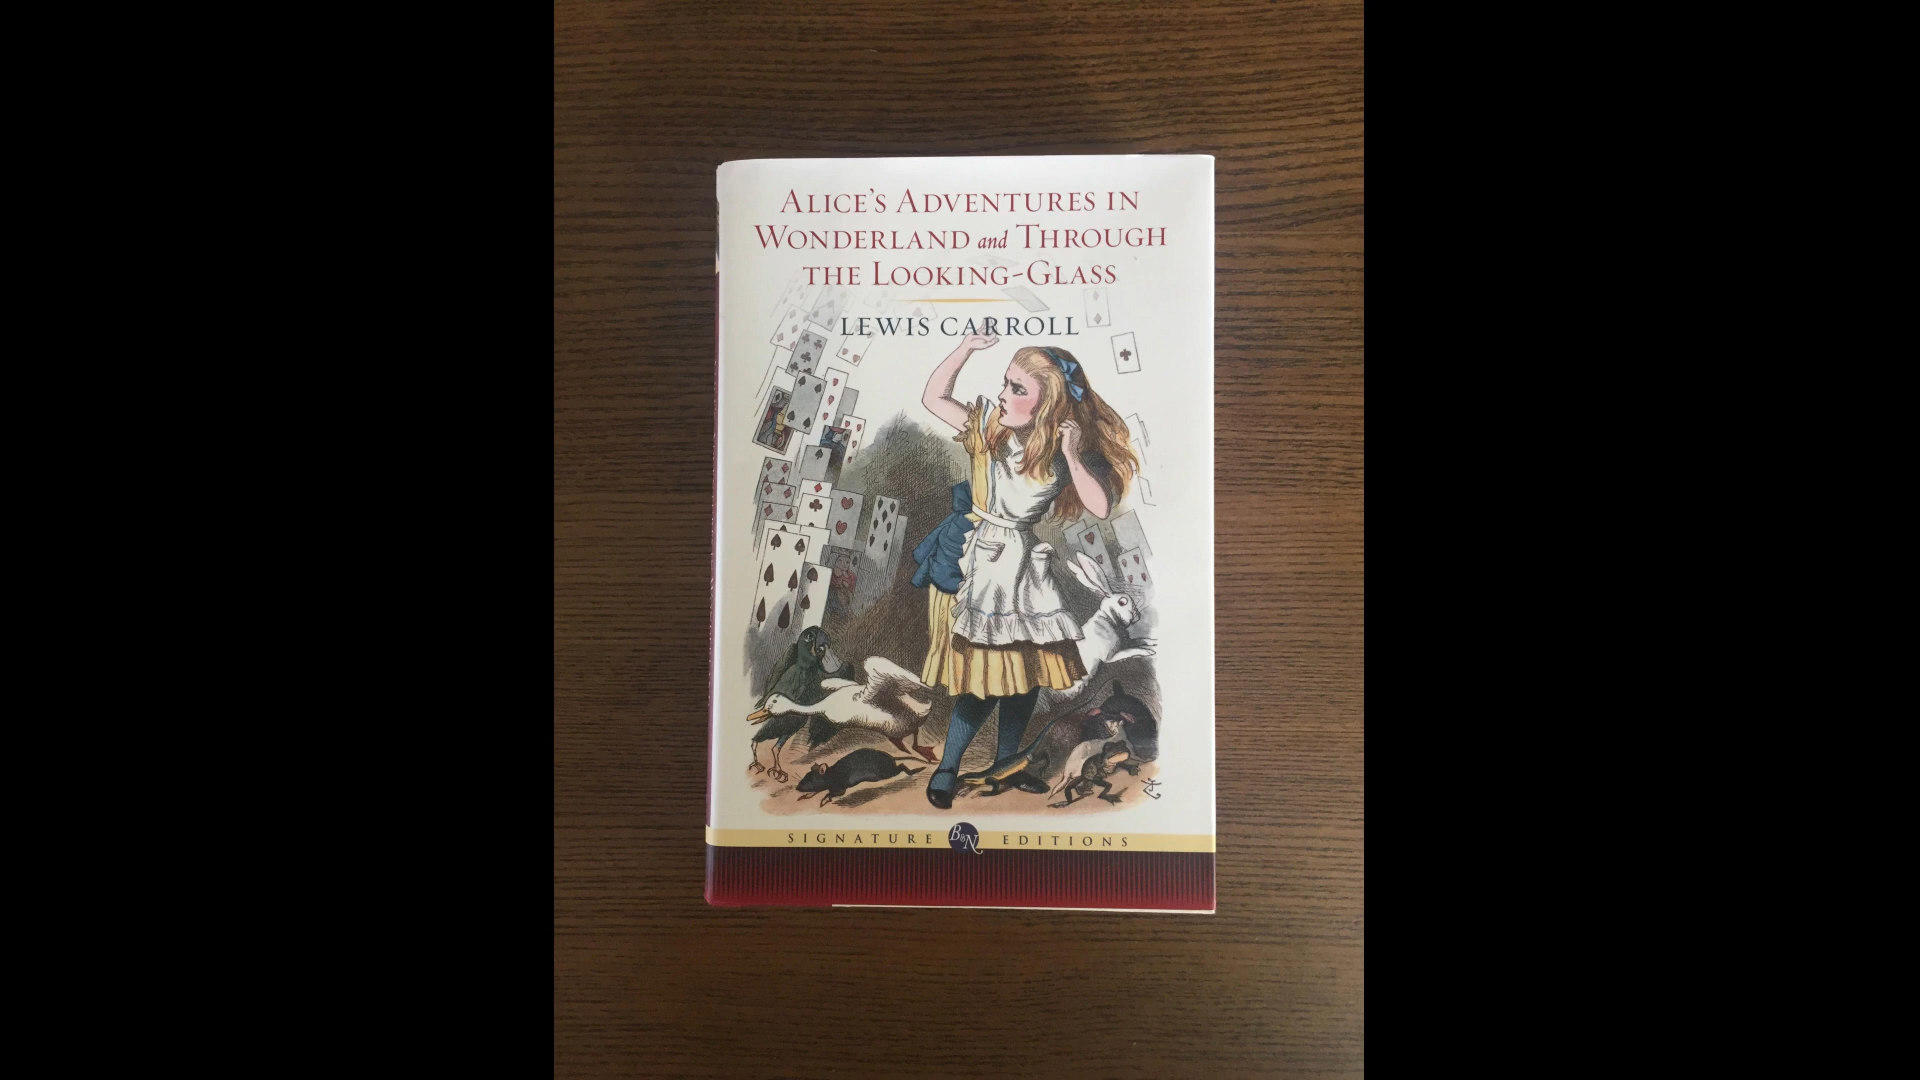 ALICE'S ADVENTURES IN
WONDERLAND and THROUGH
THE LOOKING-GLASS
LEWIS CARROLL
SIGNATURE B&N EDITIONS